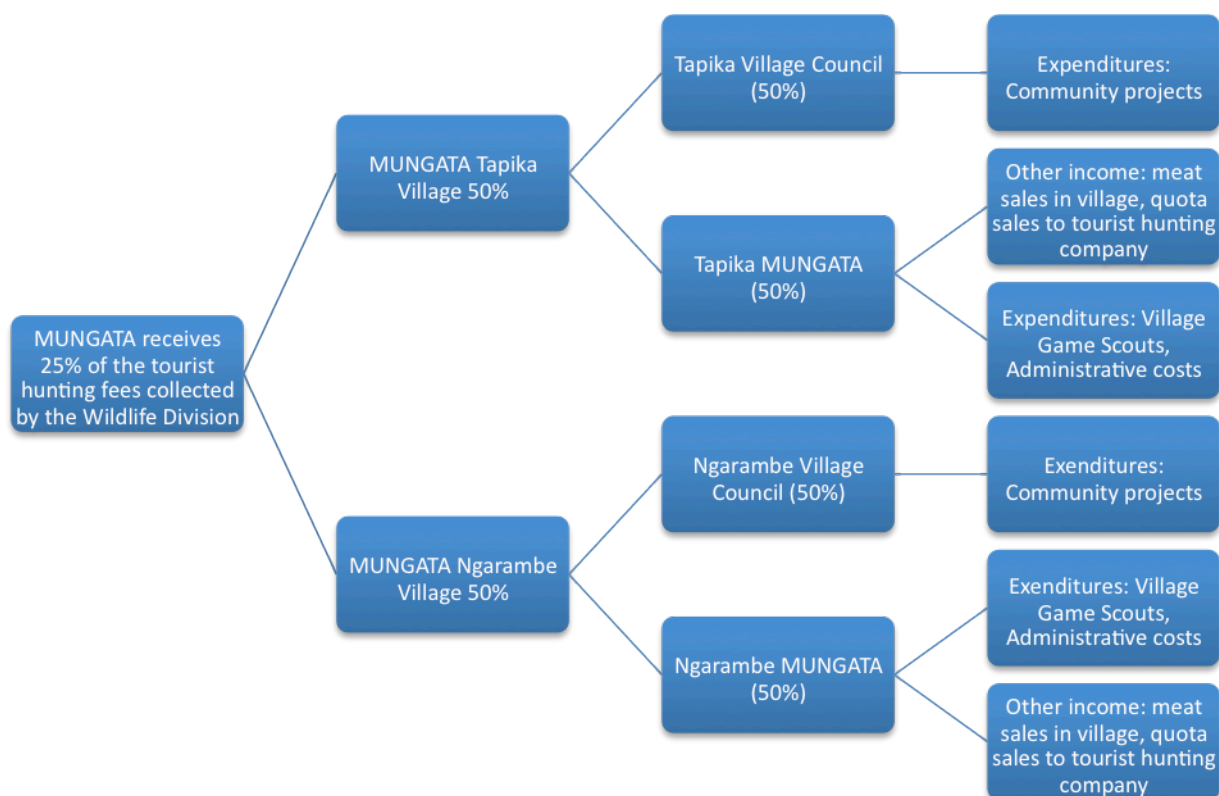 MUNGATA receives
25% of the tourist
hunting fees collected
by the Wildlife Division
MUNGATA Tapika
Village 50%
Tapika Village Council
(50%)
Expenditures:
Community projects
Tapika MUNGATA
(50%)
Other income: meat
sales in village, quota
sales to tourist hunting
company
Expenditures: Village
Game Scouts,
Administrative costs
MUNGATA Ngarambe
Village 50%
Ngarambe Village
Council (50%)
Exenditures:
Community projects
Ngarambe MUNGATA
(50%)
Exenditures: Village
Game Scouts,
Administrative costs
Other income: meat
sales in village, quota
sales to tourist hunting
company